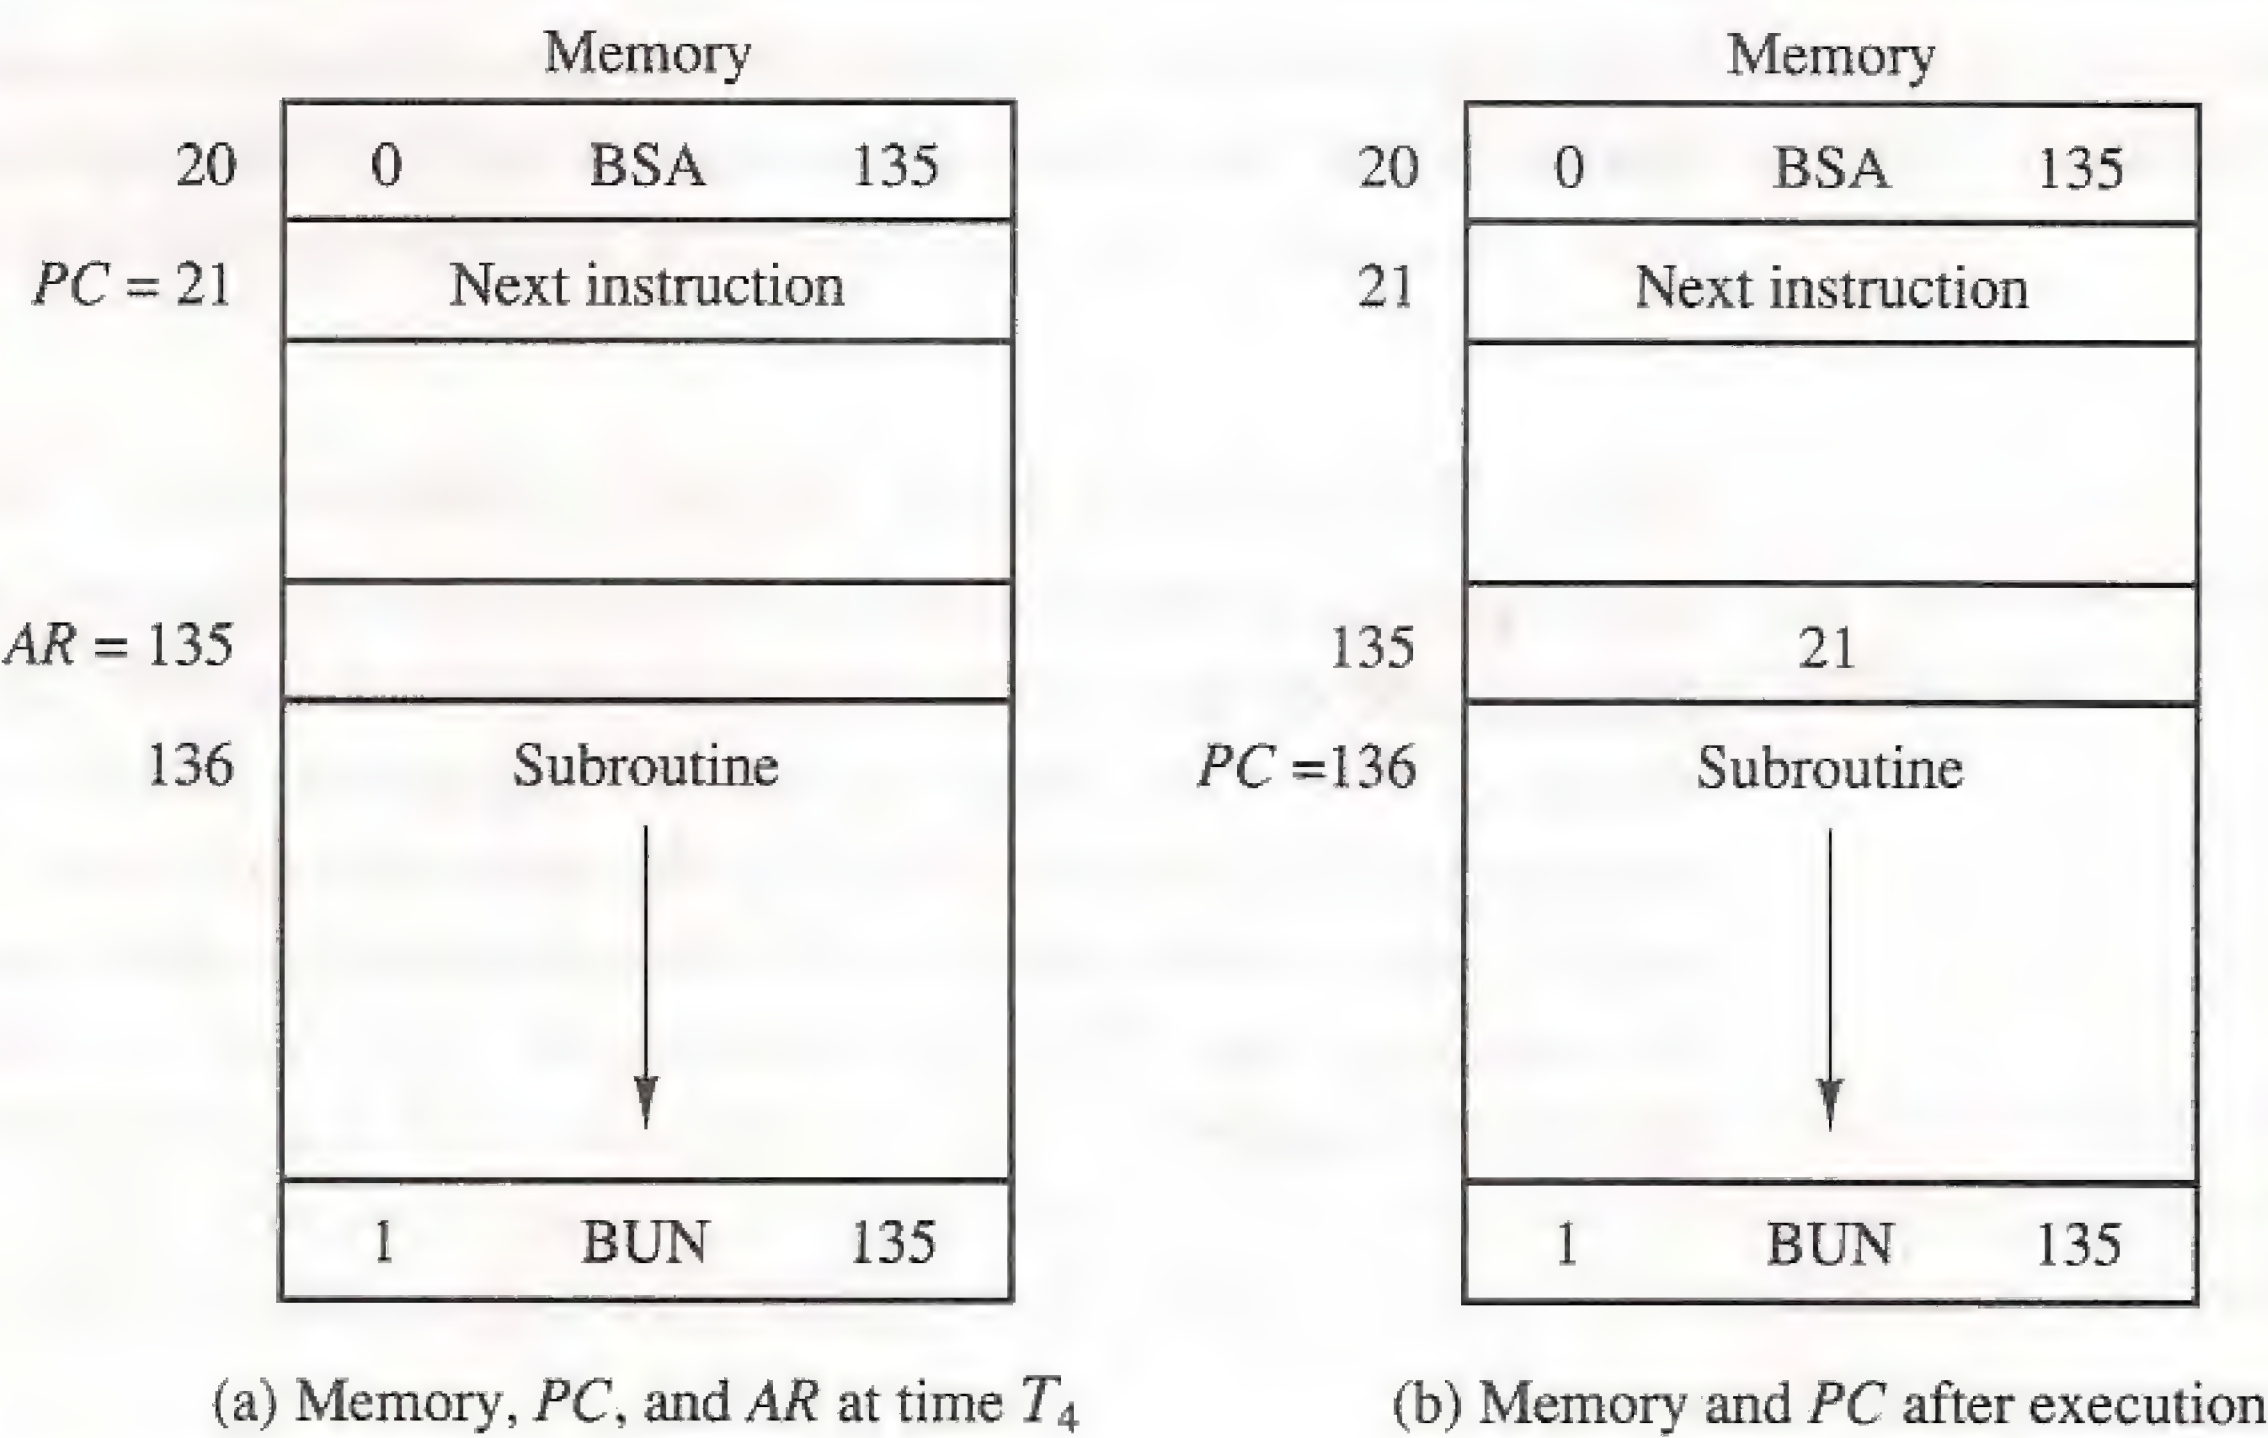 Memory
20 0 BSA 135
PC = 21 Next instruction
AR = 135
136 Subroutine
1 BUN 135
(a) Memory, PC, and AR at time T4
Memory
20 0 BSA 135
21 Next instruction
135 21
PC =136 Subroutine
1 BUN 135
(b) Memory and PC after execution